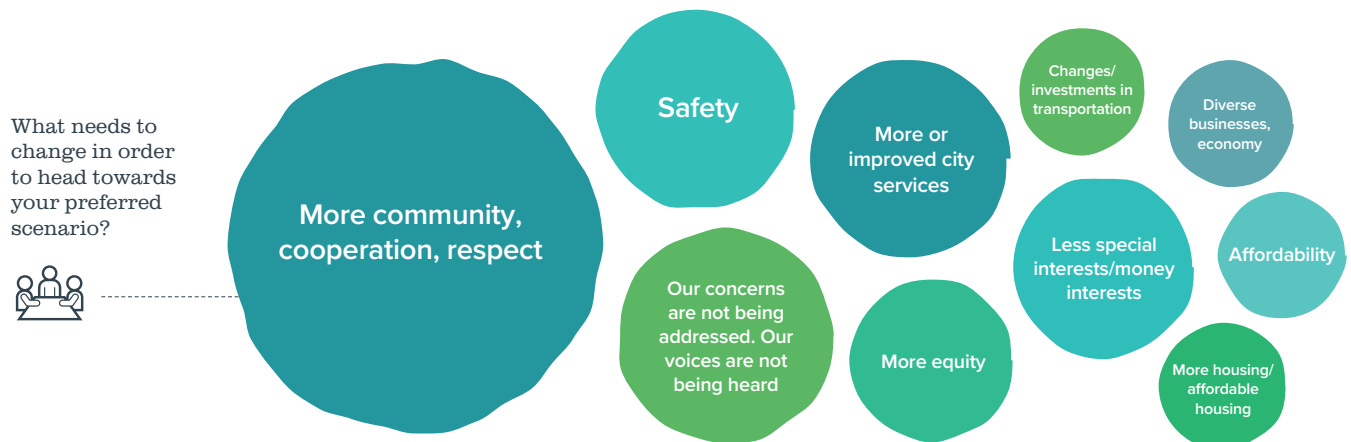 What needs to
change in order
to head towards
your preferred
scenario?
More community,
cooperation, respect
Safety
Our concerns
are not being
addressed. Our
voices are not
being heard
More or
improved city
services
More equity
Changes/
investments in
transportation
Less special
interests/money
interests
Diverse
businesses,
economy
Affordability
More housing/
affordable
housing